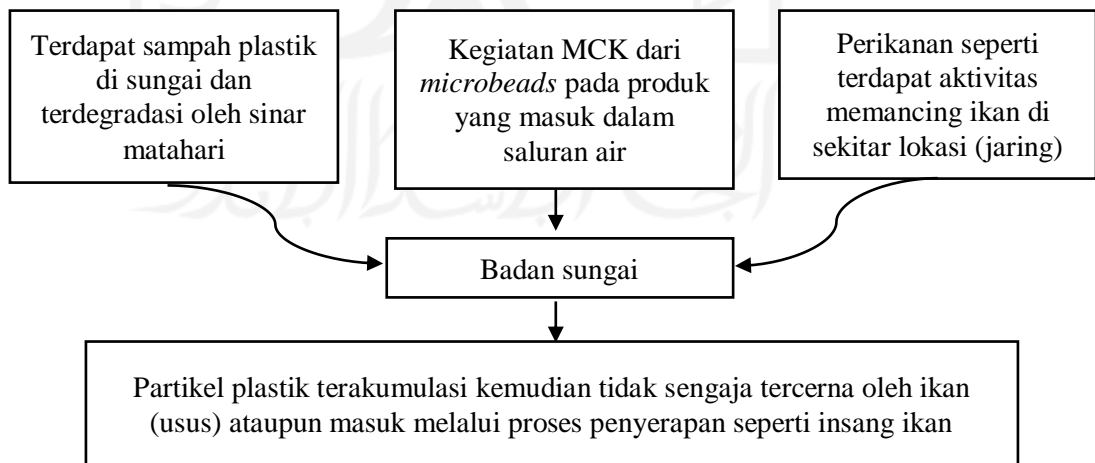 Terdapat sampah plastik
di sungai dan
terdegradasi oleh sinar
matahari
Kegiatan MCK dari
microbeads pada produk
yang masuk dalam
saluran air
Perikanan seperti
terdapat aktivitas
memancing ikan di
sekitar lokasi (jaring)
Badan sungai
Partikel plastik terakumulasi kemudian tidak sengaja tercerna oleh ikan
(usus) ataupun masuk melalui proses penyerapan seperti insang ikan